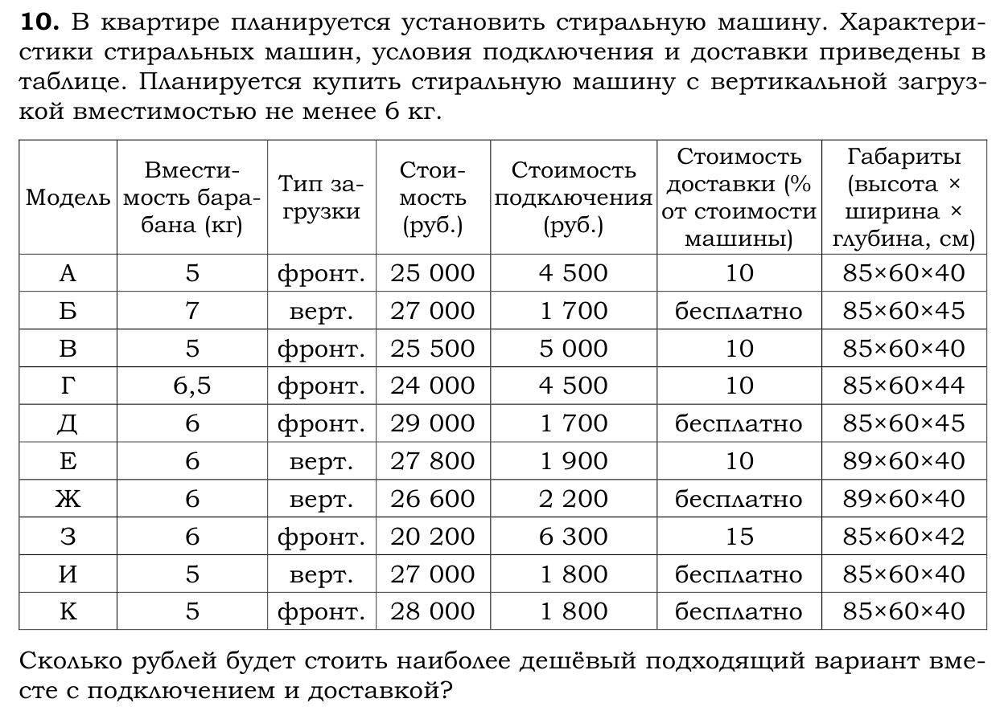 10. В квартире планируется установить стиральную машину. Характери-
стики стиральных машин, условия подключения и доставки приведены в
таблице. Планируется купить стиральную машину с вертикальной загруз-
кой вместимостью не менее 6 кг.
Модель Вмести-мость бара-бана (кг) Тип за-грузки Стои-мость (руб.) Стоимость подключения (руб.) Стоимость доставки (% от стоимости машины) Габариты (высота × ширина × глубина, см)
А 5 фронт. 25 000 4 500 10 85×60×40
Б 7 верт. 27 000 1 700 бесплатно 85×60×45
В 5 фронт. 25 500 5 000 10 85×60×40
Г 6,5 фронт. 24 000 4 500 10 85×60×44
Д 6 фронт. 29 000 1 700 бесплатно 85×60×45
Е 6 верт. 27 800 1 900 10 89×60×40
Ж 6 верт. 26 600 2 200 бесплатно 89×60×40
З 6 фронт. 20 200 6 300 15 85×60×42
И 5 верт. 27 000 1 800 бесплатно 85×60×40
К 5 фронт. 28 000 1 800 бесплатно 85×60×40
Сколько рублей будет стоить наиболее дешёвый подходящий вариант вме-
сте с подключением и доставкой?